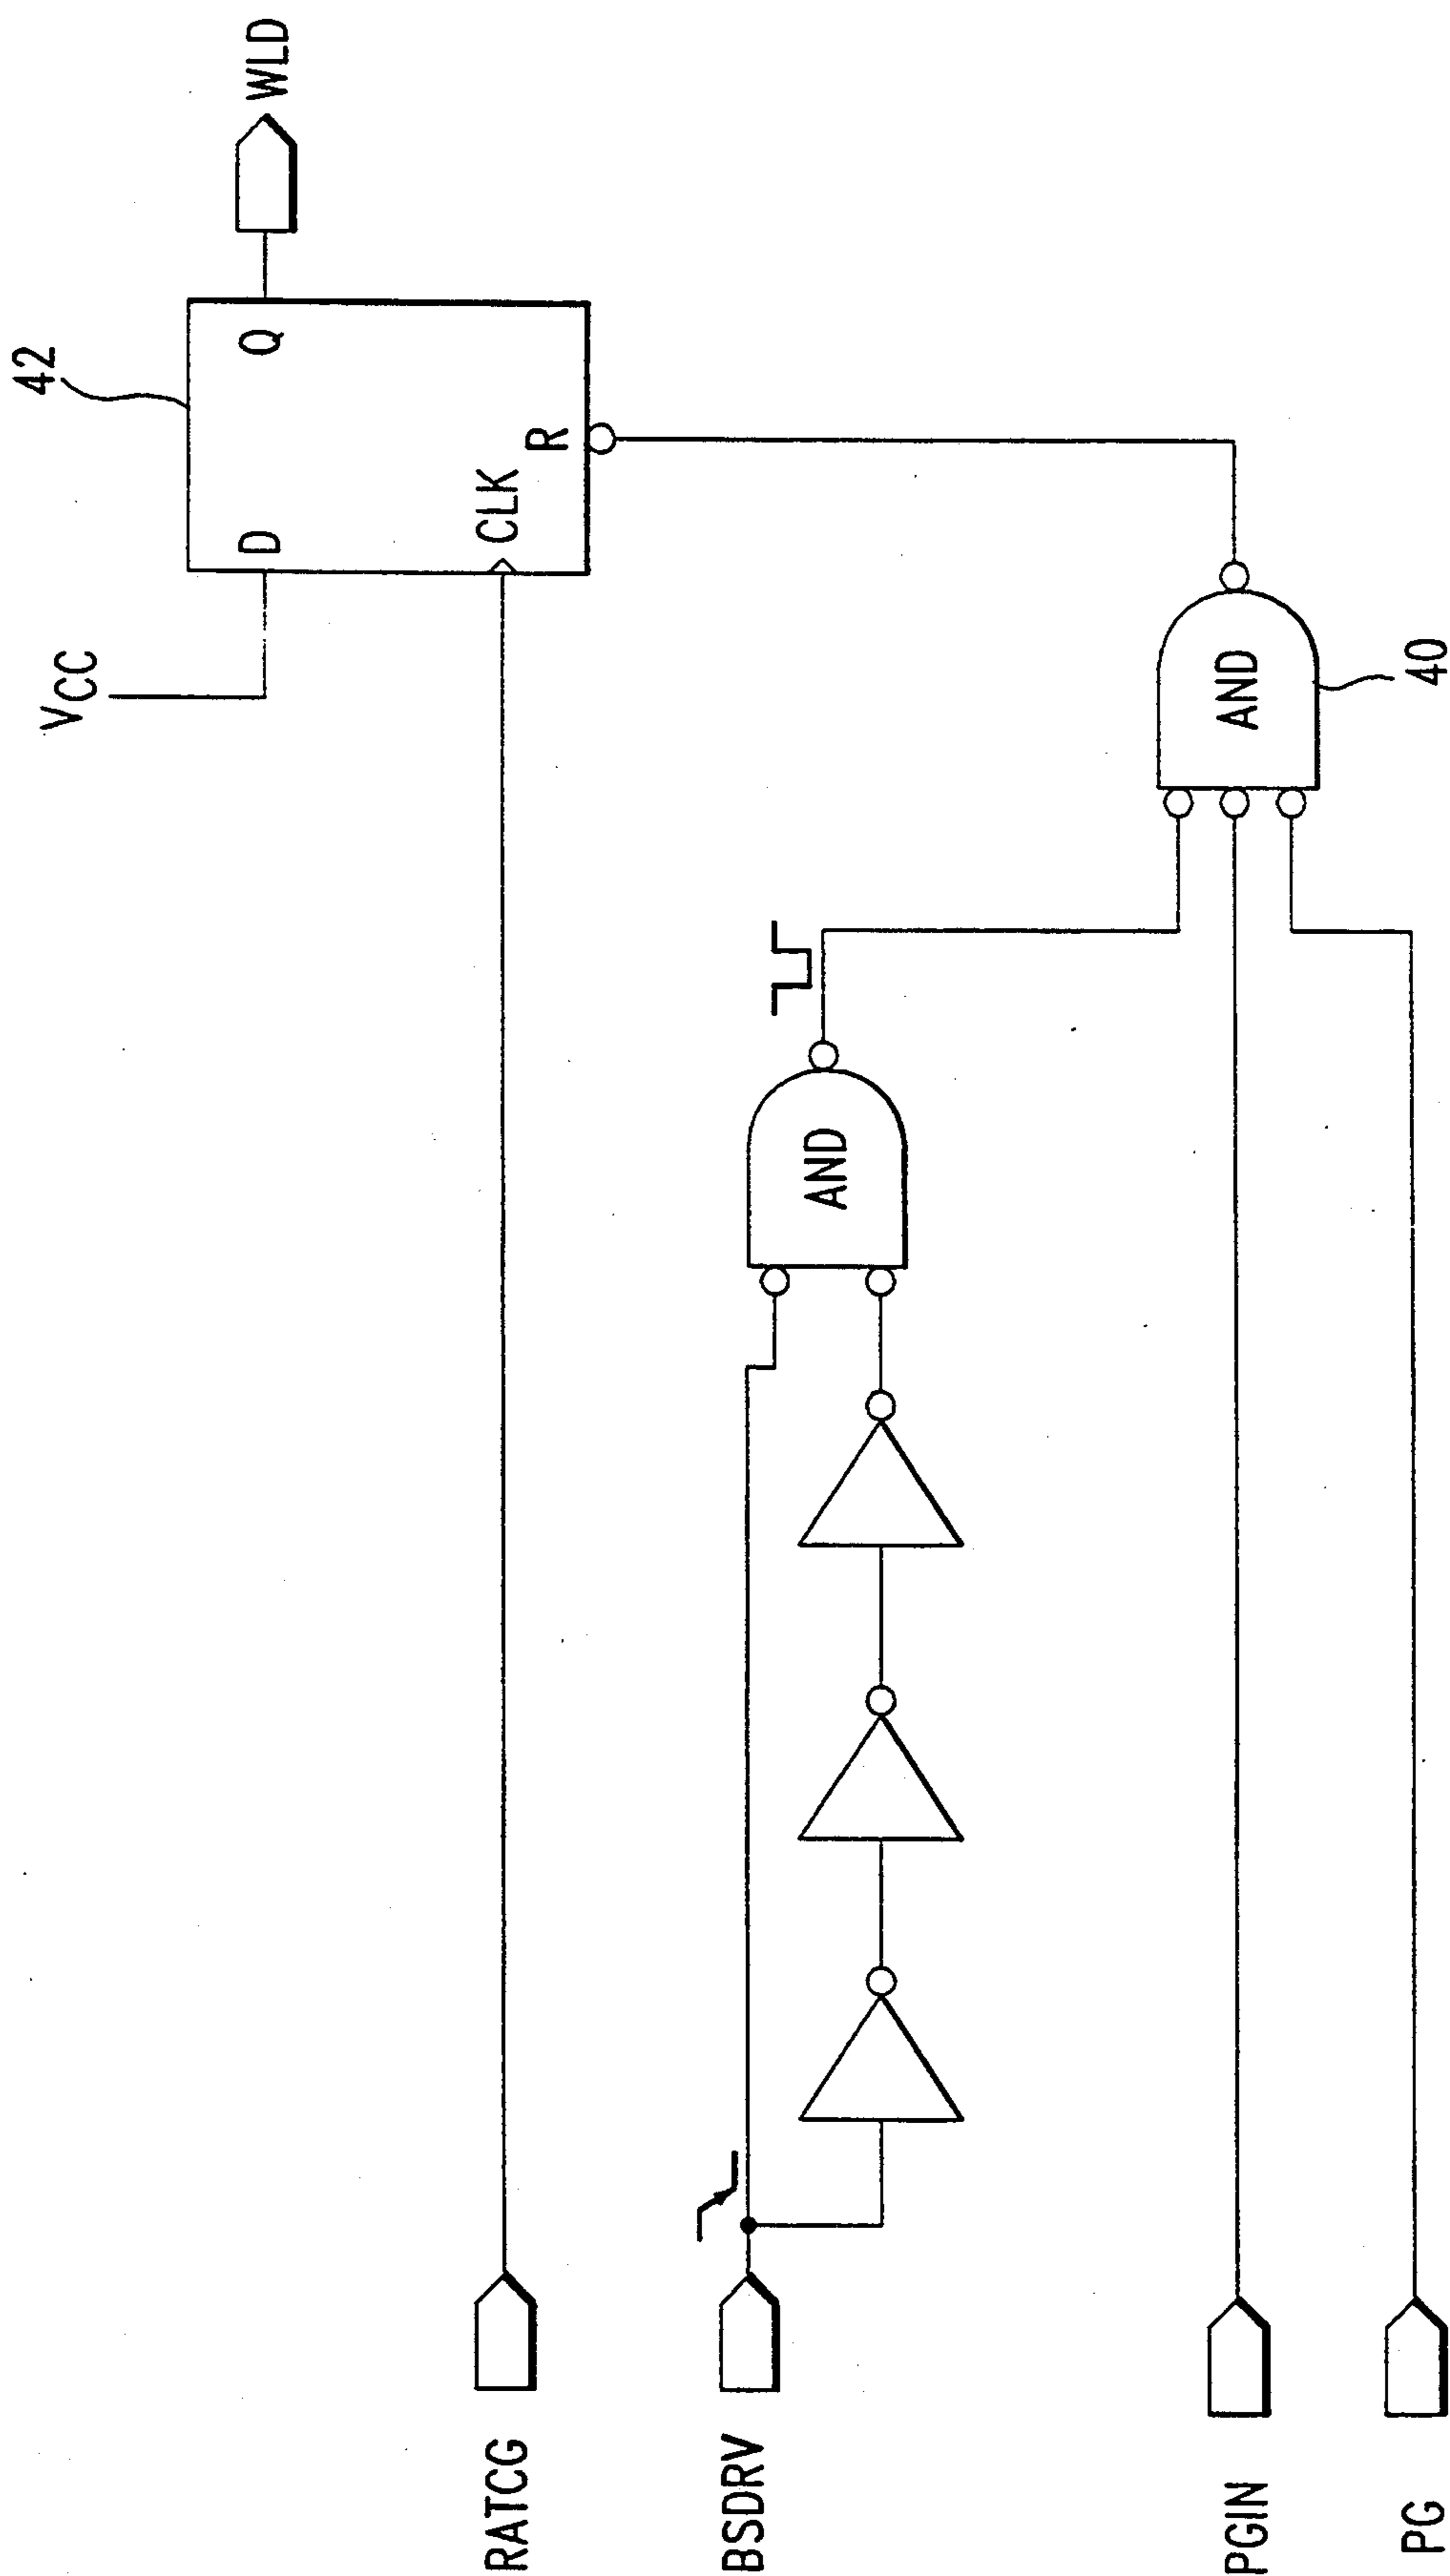 42
VCC
D
Q
WLD
CLK
R
RATCG
BSDRV
AND
AND
40
PGIN
PG